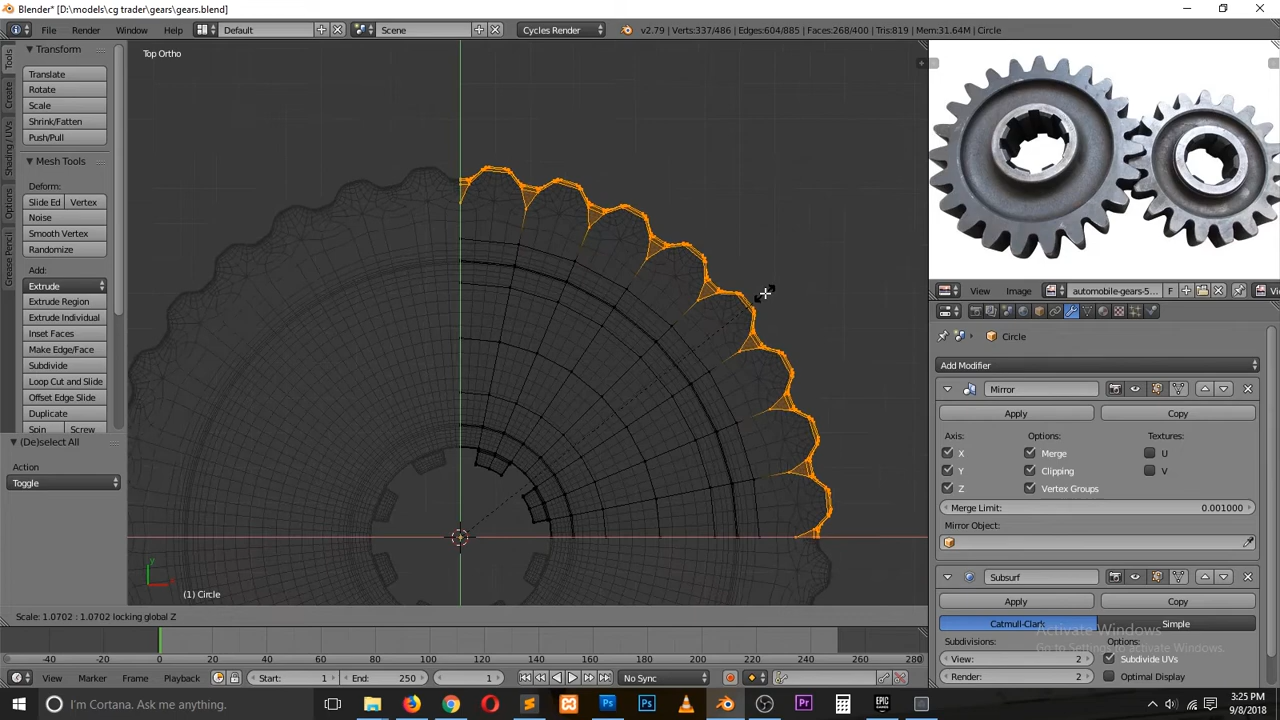 Blender* [D:\models\cg trader\gears\gears.blend]
File Render Window Help Default Scene Cycles Render v2.79 | Verts:337/486 | Edges:604/885 | Faces:268/400 | Tris:819 | Mem:31.64M | Circle
Tools
Create
Shading / UVs
Options
Grease Pencil
Transform
Translate
Rotate
Scale
Shrink/Fatten
Push/Pull
Mesh Tools
Deform:
Slide Ed Vertex
Noise
Smooth Vertex
Randomize
Add:
Extrude
Extrude Region
Extrude Individual
Inset Faces
Make Edge/Face
Subdivide
Loop Cut and Slide
Offset Edge Slide
Duplicate
Spin Screw
(De)select All
Action
Toggle
Top Ortho
(1) Circle
Scale: 1.0702 : 1.0702 locking global Z
View Image automobile-gears-5... F
Circle
Add Modifier
Mirror
Apply Copy
Axis: Options: Textures:
X Merge U
Y Clipping V
Z Vertex Groups
Merge Limit: 0.001000
Mirror Object:
Subsurf
Apply Copy
Catmull-Clark Simple
Subdivisions: Options:
View: 2 Subdivide UVs
Render: 2 Optimal Display
Activate Windows
Go to Settings to activate Windows.
-40 -20 0 20 40 60 80 100 120 140 160 180 200 220 240 260 280
View Marker Frame Playback Start: 1 End: 250 1 No Sync
I'm Cortana. Ask me anything.
3:25 PM
9/8/2018